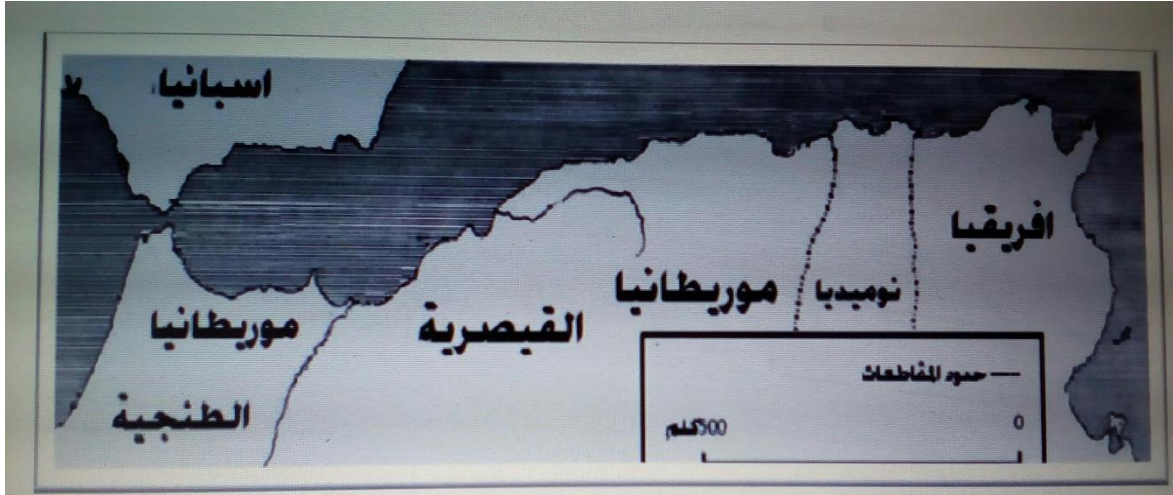 اسبانيا
افريقيا
نوميديا
موريطانيا
القيصرية
موريطانيا
الطنجية
حدود المقاطعات
500كلم
0